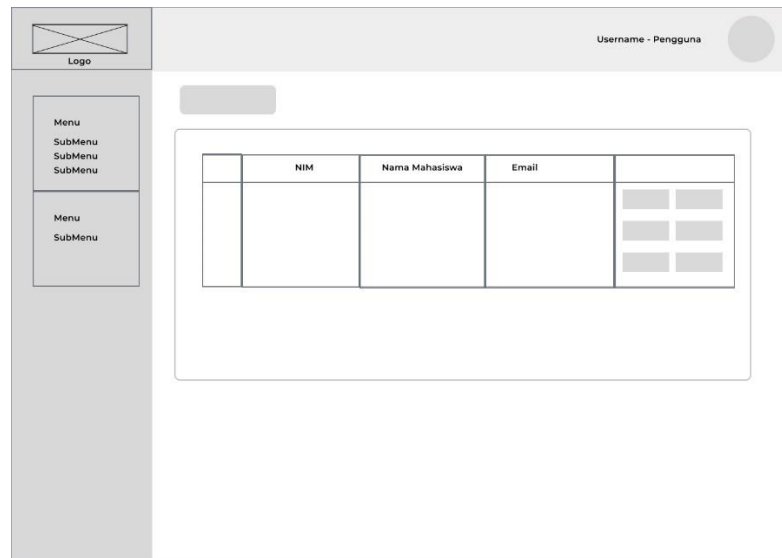 Logo
Username - Pengguna
Menu
SubMenu
SubMenu
SubMenu
Menu
SubMenu
NIM Nama Mahasiswa Email